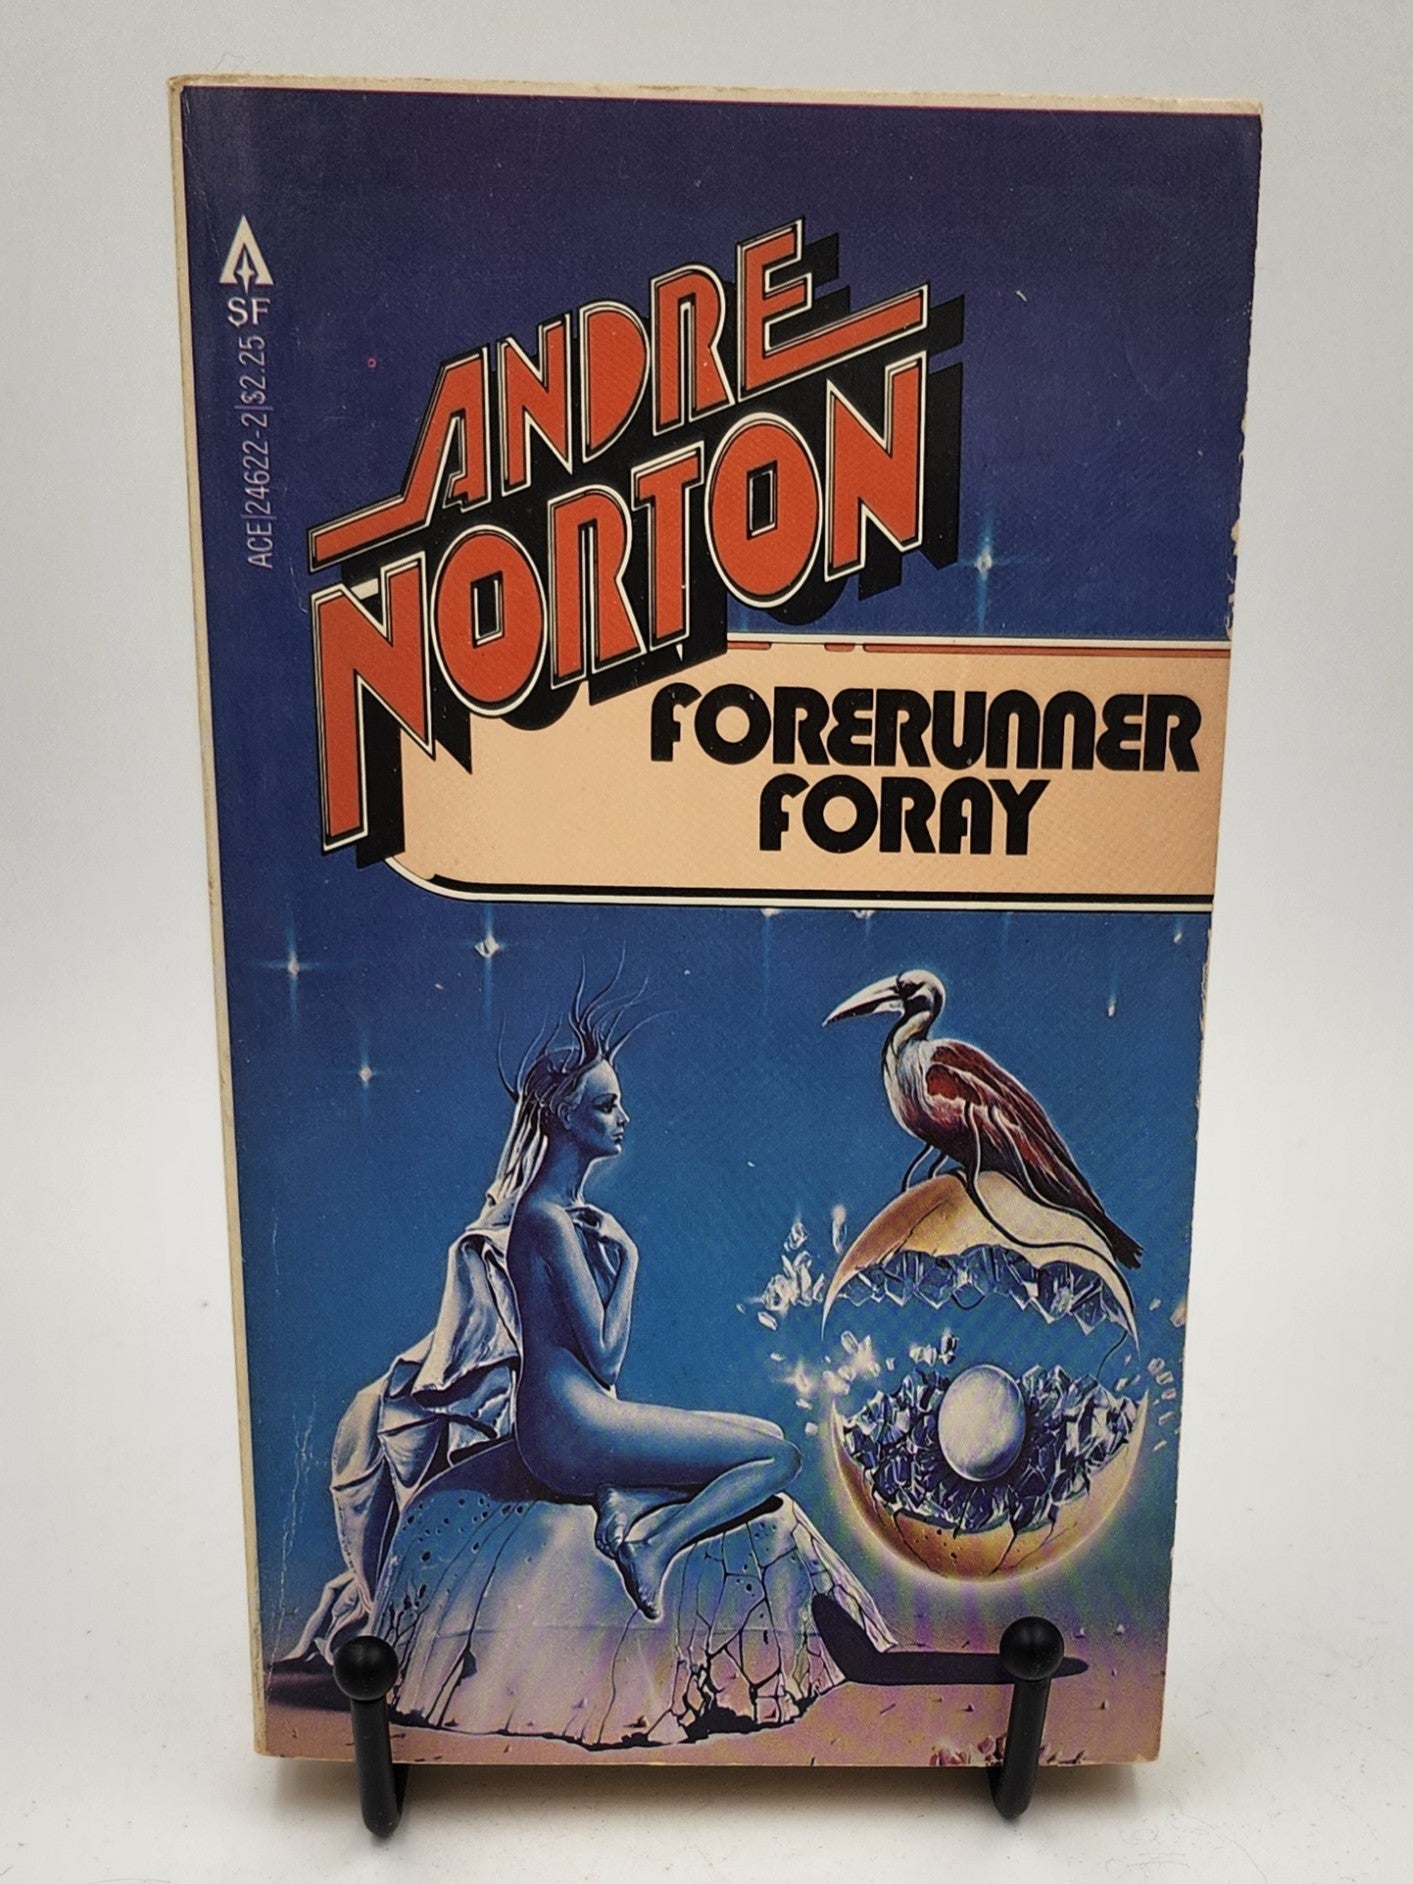 SF
ACE|24622-2|$2.25
ANDRE
NORTON
FORERUNNER
FORAY